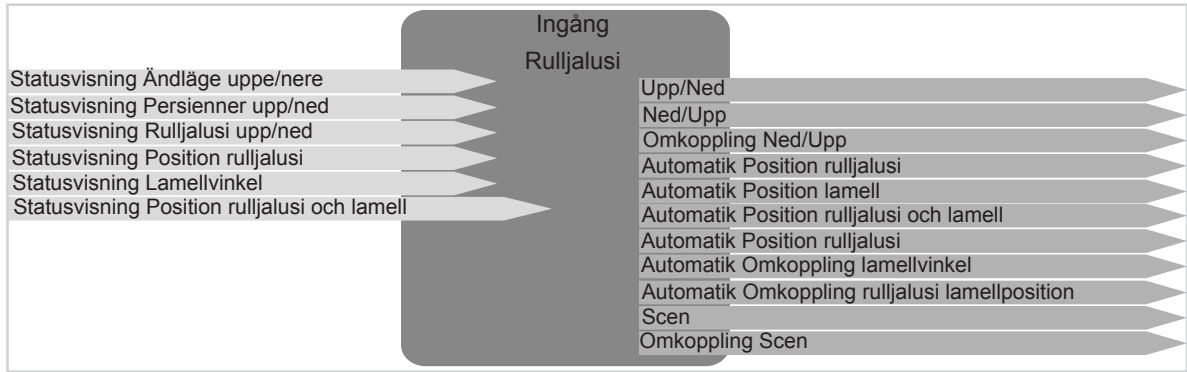 Ingång
Rulljalusi
Statusvisning Ändläge uppe/nere
Statusvisning Persienner upp/ned
Statusvisning Rulljalusi upp/ned
Statusvisning Position rulljalusi
Statusvisning Lamellvinkel
Statusvisning Position rulljalusi och lamell
Upp/Ned
Ned/Upp
Omkoppling Ned/Upp
Automatik Position rulljalusi
Automatik Position lamell
Automatik Position rulljalusi och lamell
Automatik Position rulljalusi
Automatik Omkoppling lamellvinkel
Automatik Omkoppling rulljalusi lamellposition
Scen
Omkoppling Scen